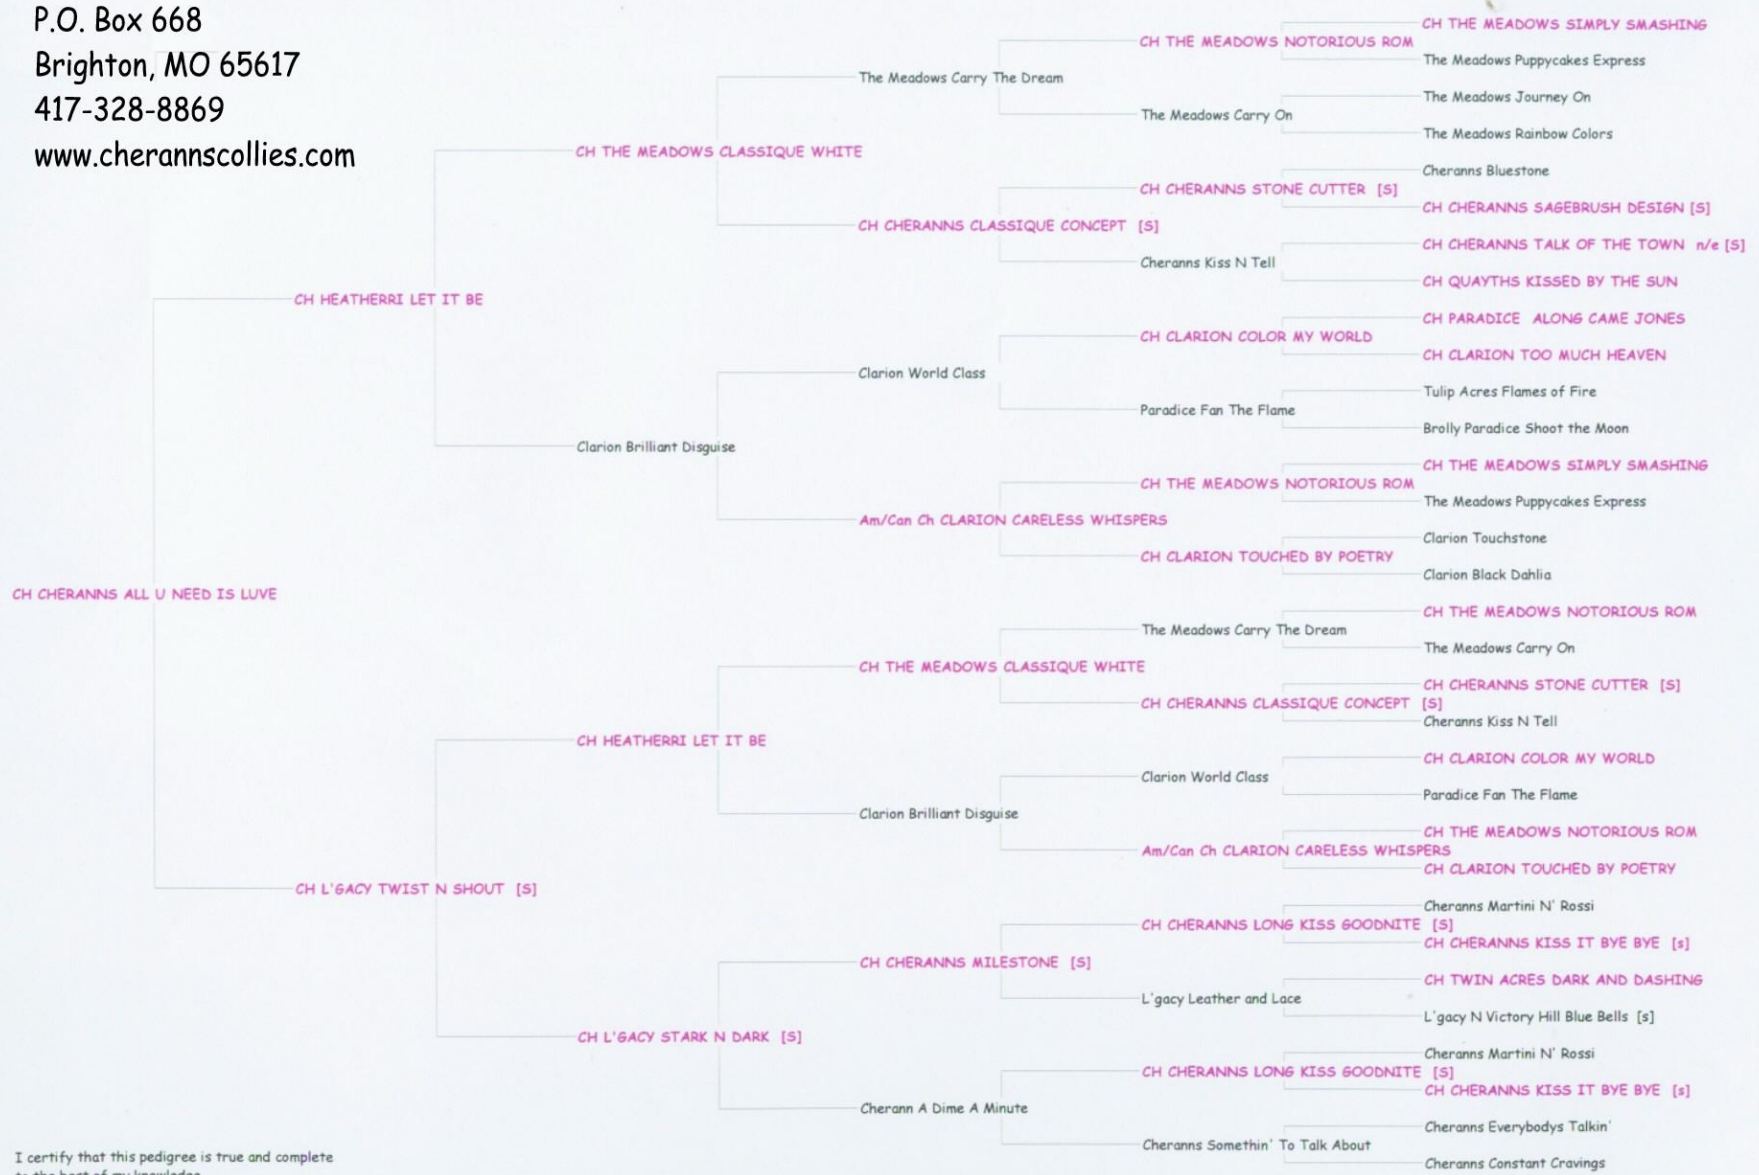 P.O. Box 668
Brighton, MO 65617
417-328-8869
www.cherannscollies.com
CH CHERANNS ALL U NEED IS LUVE
CH HEATHERRI LET IT BE
CH L'GACY TWIST N SHOUT [S]
CH THE MEADOWS CLASSIQUE WHITE
Clarion Brilliant Disguise
CH HEATHERRI LET IT BE
CH L'GACY STARK N DARK [S]
The Meadows Carry The Dream
CH CHERANNS CLASSIQUE CONCEPT [S]
Clarion World Class
Am/Can Ch CLARION CARELESS WHISPERS
CH THE MEADOWS CLASSIQUE WHITE
Clarion Brilliant Disguise
CH CHERANNS MILESTONE [S]
Cherann A Dime A Minute
CH THE MEADOWS NOTORIOUS ROM
The Meadows Carry On
CH CHERANNS STONE CUTTER [S]
Cheranns Kiss N Tell
CH CLARION COLOR MY WORLD
Paradice Fan The Flame
CH THE MEADOWS NOTORIOUS ROM
CH CLARION TOUCHED BY POETRY
The Meadows Carry The Dream
CH CHERANNS CLASSIQUE CONCEPT [S]
Clarion World Class
Am/Can Ch CLARION CARELESS WHISPERS
CH CHERANNS LONG KISS GOODNITE [S]
L'gacy Leather and Lace
CH CHERANNS LONG KISS GOODNITE [S]
Cheranns Somethin' To Talk About
CH THE MEADOWS SIMPLY SMASHING
The Meadows Puppycakes Express
The Meadows Journey On
The Meadows Rainbow Colors
Cheranns Bluestone
CH CHERANNS SAGEBRUSH DESIGN [S]
CH CHERANNS TALK OF THE TOWN n/e [S]
CH QUAYTHS KISSED BY THE SUN
CH PARADICE ALONG CAME JONES
CH CLARION TOO MUCH HEAVEN
Tulip Acres Flames of Fire
Brolly Paradice Shoot the Moon
CH THE MEADOWS SIMPLY SMASHING
The Meadows Puppycakes Express
Clarion Touchstone
Clarion Black Dahlia
CH THE MEADOWS NOTORIOUS ROM
The Meadows Carry On
CH CHERANNS STONE CUTTER [S]
Cheranns Kiss N Tell
CH CLARION COLOR MY WORLD
Paradice Fan The Flame
CH THE MEADOWS NOTORIOUS ROM
CH CLARION TOUCHED BY POETRY
Cheranns Martini N' Rossi
CH CHERANNS KISS IT BYE BYE [s]
CH TWIN ACRES DARK AND DASHING
L'gacy N Victory Hill Blue Bells [s]
Cheranns Martini N' Rossi
CH CHERANNS KISS IT BYE BYE [s]
Cheranns Everybodys Talkin'
Cheranns Constant Cravings
I certify that this pedigree is true and complete
to the best of my knowledge